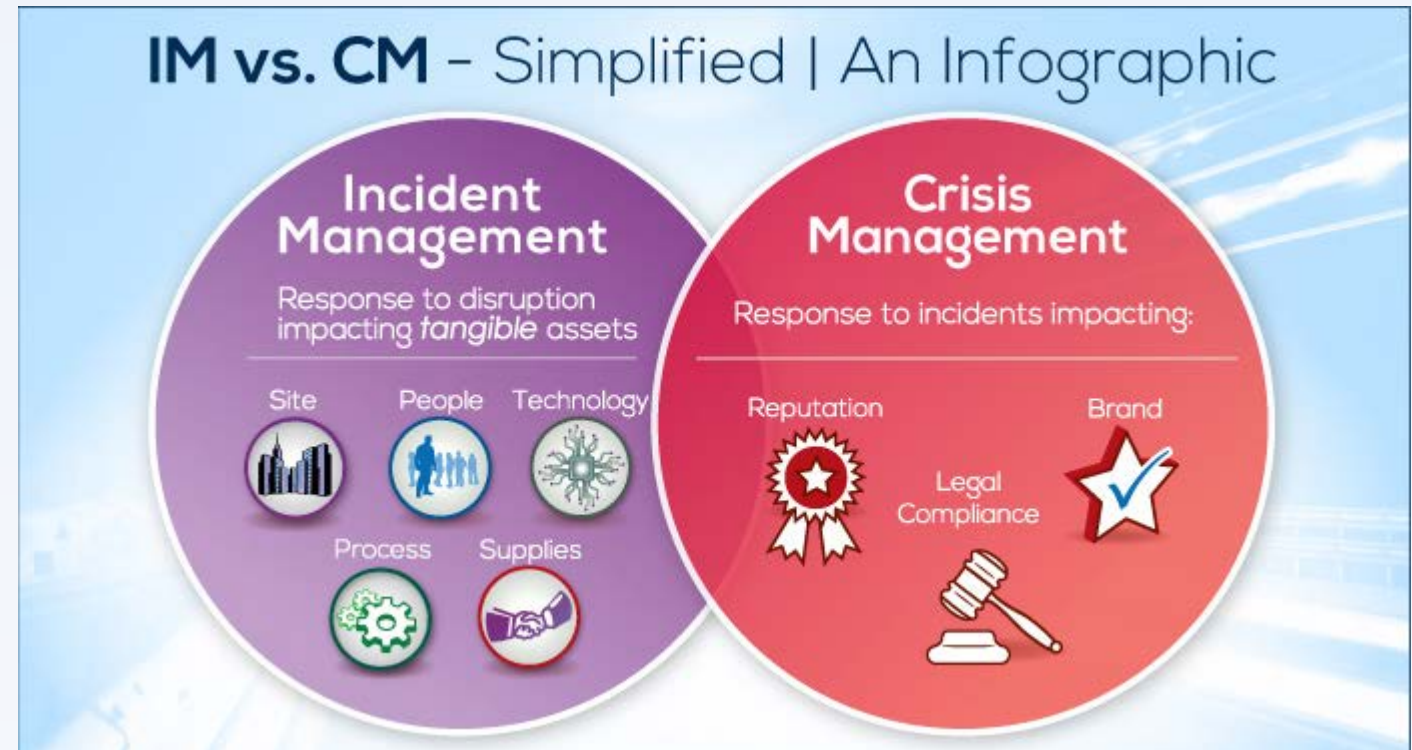 IM vs. CM - Simplified | An Infographic
Incident
Management
Response to disruption
impacting tangible assets
Site
People
Technology
Process
Supplies
Crisis
Management
Response to incidents impacting:
Reputation
Brand
Legal
Compliance